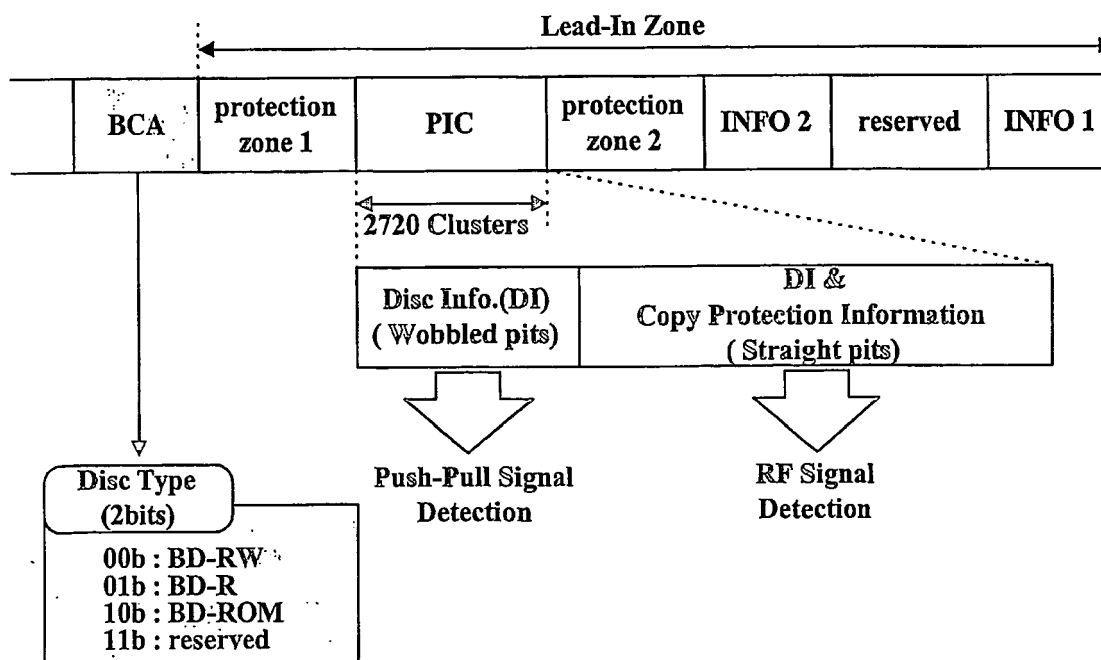 Lead-In Zone
BCA
protection
zone 1
PIC
protection
zone 2
INFO 2
reserved
INFO 1
2720 Clusters
Disc Info.(DI)
( Wobbled pits)
DI &
Copy Protection Information
( Straight pits)
Push-Pull Signal
Detection
RF Signal
Detection
Disc Type
(2bits)
00b : BD-RW
01b : BD-R
10b : BD-ROM
11b : reserved